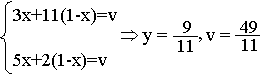 3x+11(1-x)=v
5x+2(1-x)=v
⇒ y = 9/11, v = 49/11